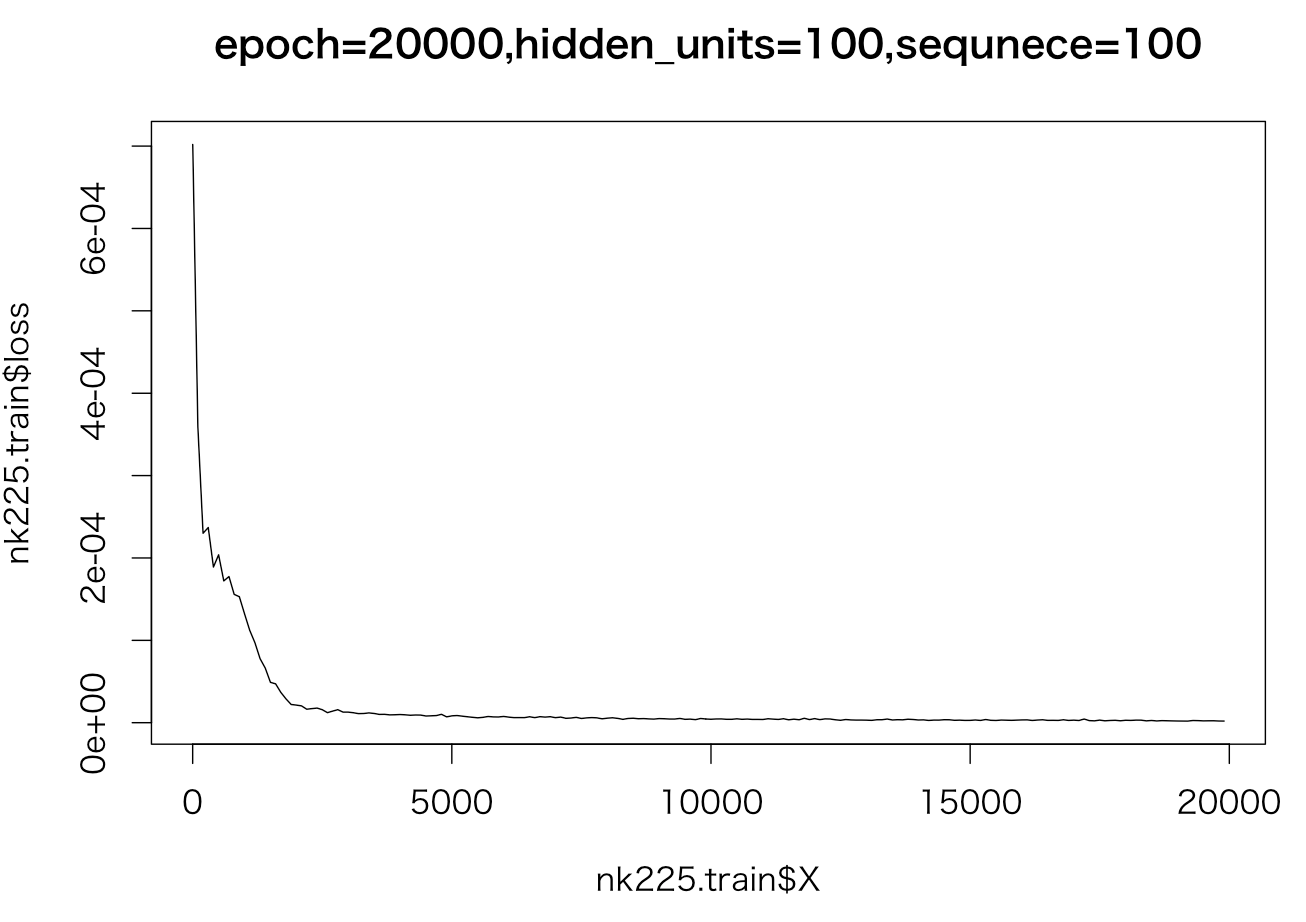 epoch=20000,hidden_units=100,sequnece=100
nk225.train$loss
6e-04
4e-04
2e-04
0e+00
0 5000 10000 15000 20000
nk225.train$X